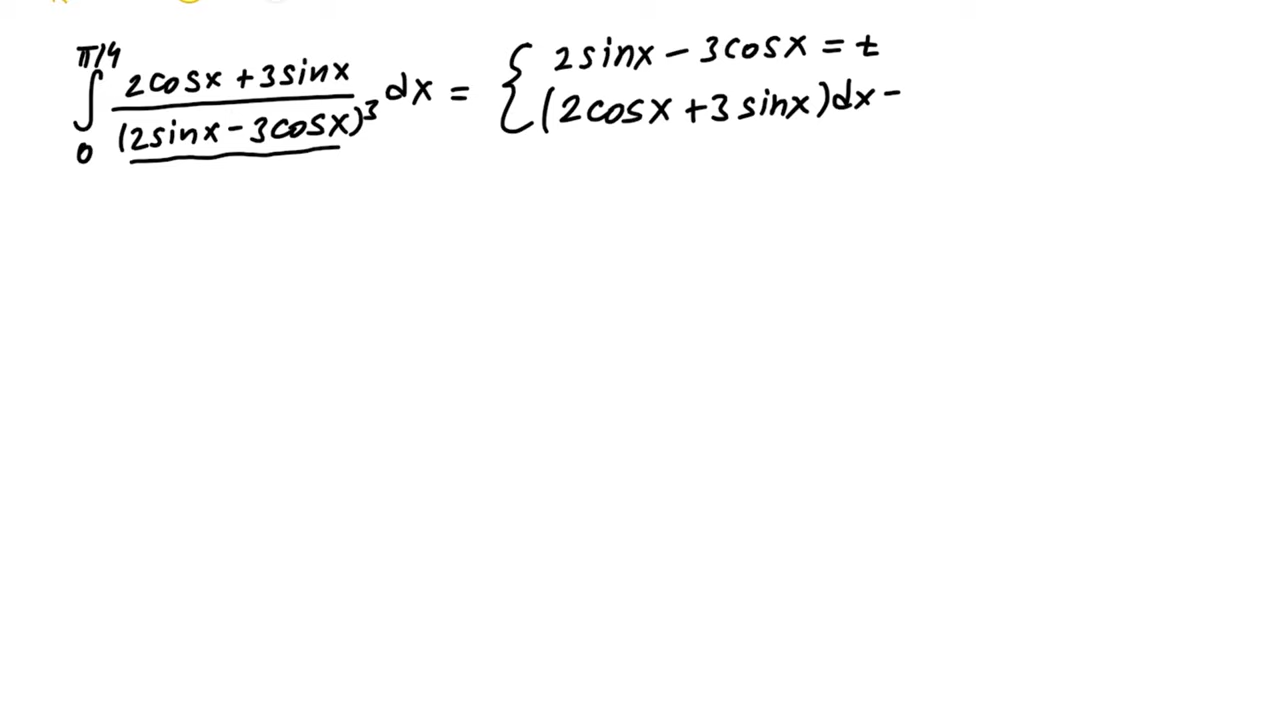 ∫₀^{π/4} (2cosx + 3sinx)/(2sinx - 3cosx)³ dx = { 2sinx - 3cosx = t
(2cosx + 3sinx)dx -